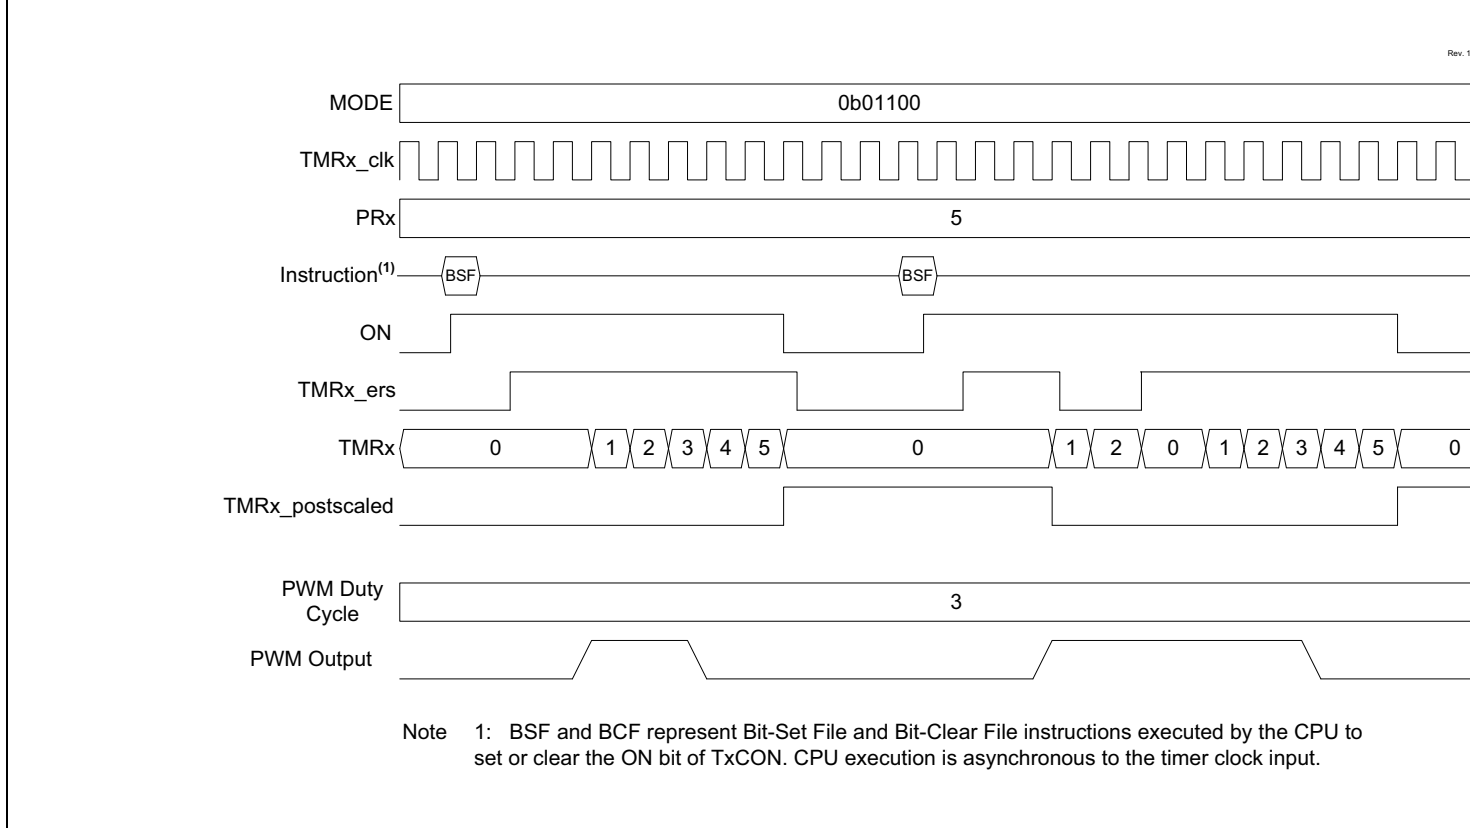 Rev. 1
MODE 0b01100
TMRx_clk
PRx 5
Instruction(1) BSF BSF
ON
TMRx_ers
TMRx 0 1 2 3 4 5 0 1 2 0 1 2 3 4 5 0
TMRx_postscaled
PWM Duty
Cycle 3
PWM Output
Note 1: BSF and BCF represent Bit-Set File and Bit-Clear File instructions executed by the CPU to
set or clear the ON bit of TxCON. CPU execution is asynchronous to the timer clock input.